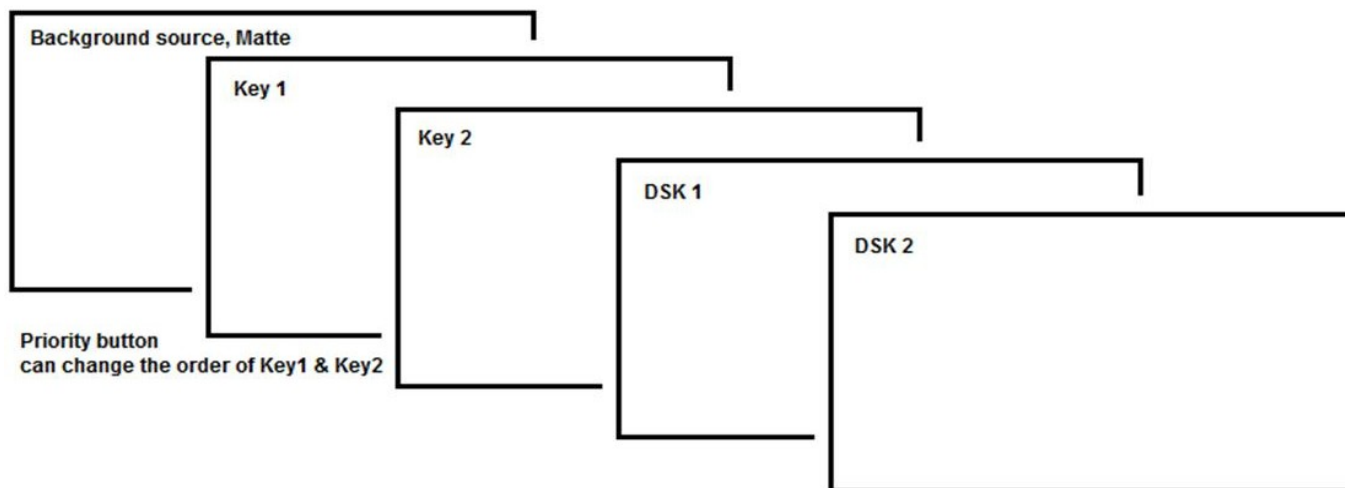 Background source, Matte
Key 1
Key 2
DSK 1
DSK 2
Priority button
can change the order of Key1 & Key2